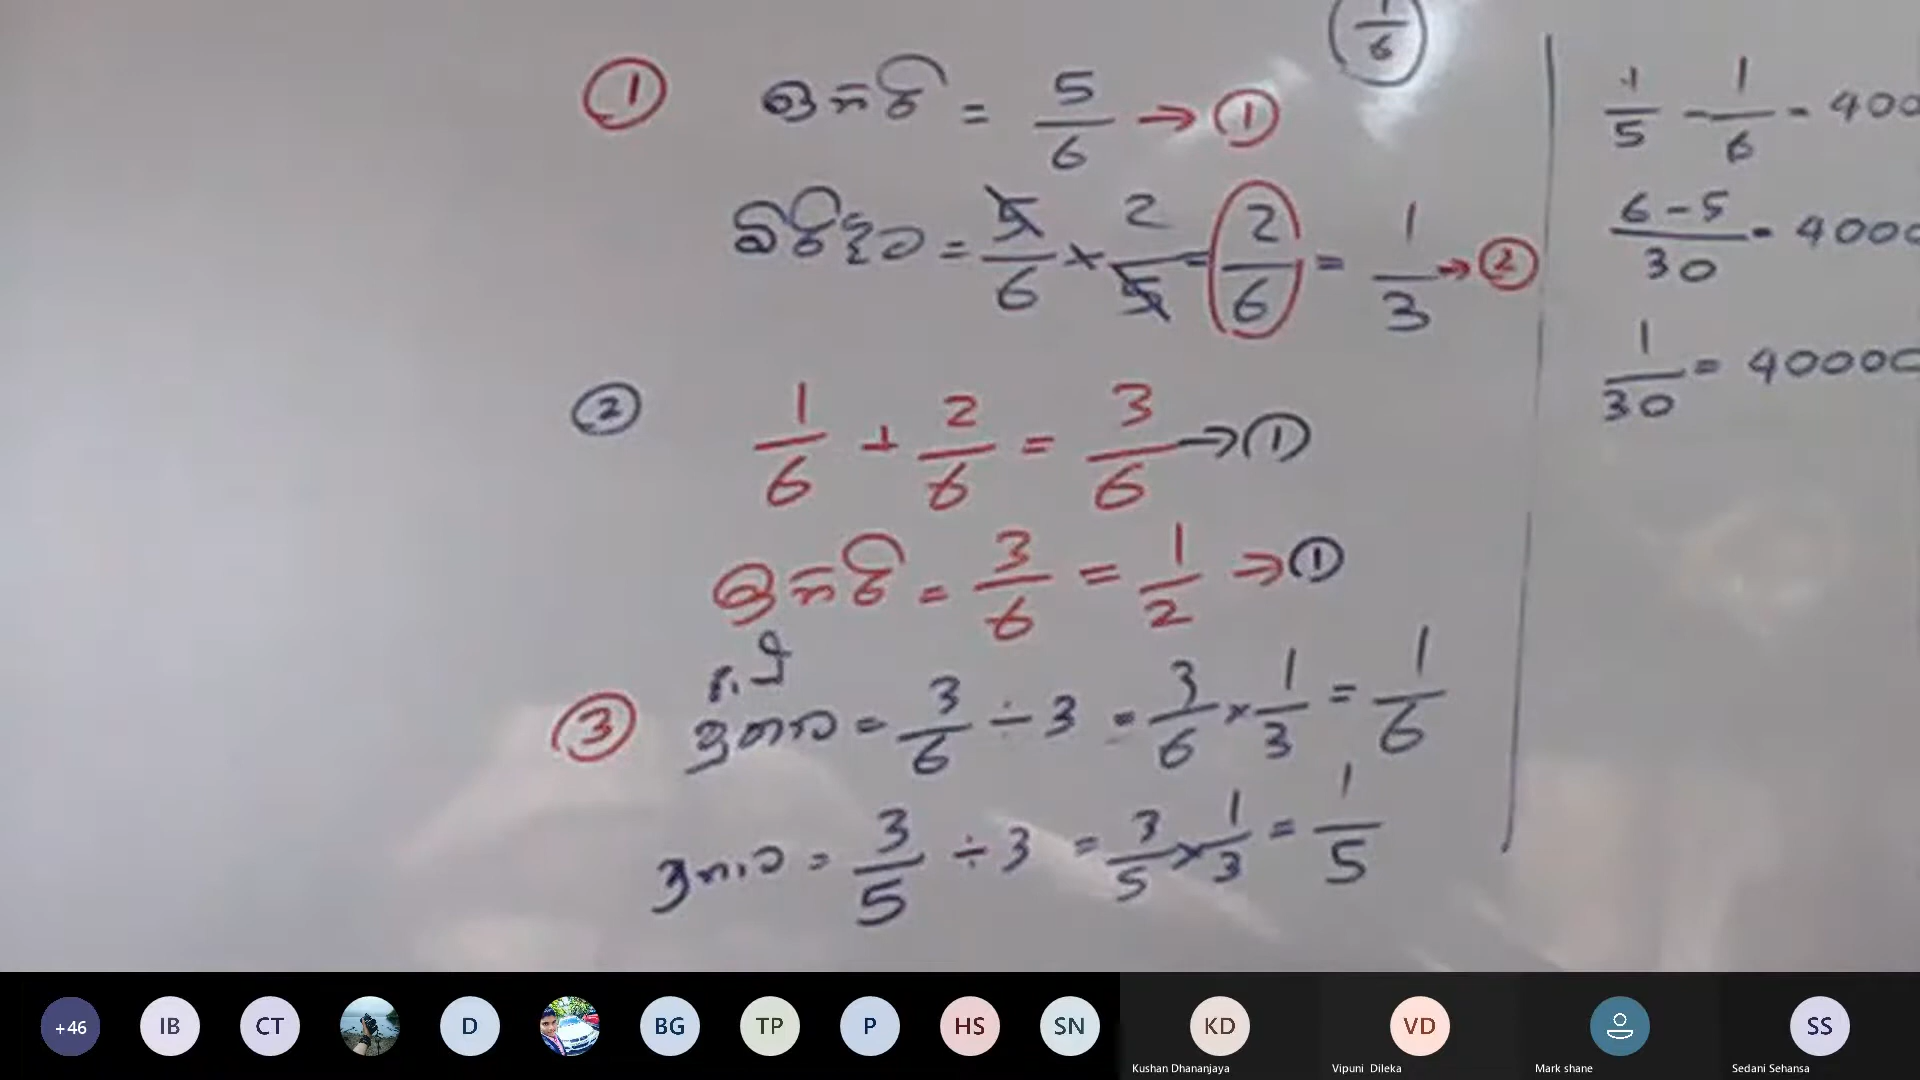 1/6
① ඉතිරි = 5/6 → ①
බිරිඳට = 5/6 × 2/5 = 2/6 = 1/3 → ②
② 1/6 + 2/6 = 3/6 → ①
ඉතිරි = 3/6 = 1/2 → ①
③ = 3/6 ÷ 3 = 3/6 × 1/3 = 1/6
= 3/5 ÷ 3 = 3/5 × 1/3 = 1/5
1/5 - 1/6 = 400
6-5/30 = 4000
1/30 = 40000
+46 IB CT D BG TP P HS SN KD VD SS
Kushan Dhananjaya Vipuni Dileka Mark shane Sedani Sehansa